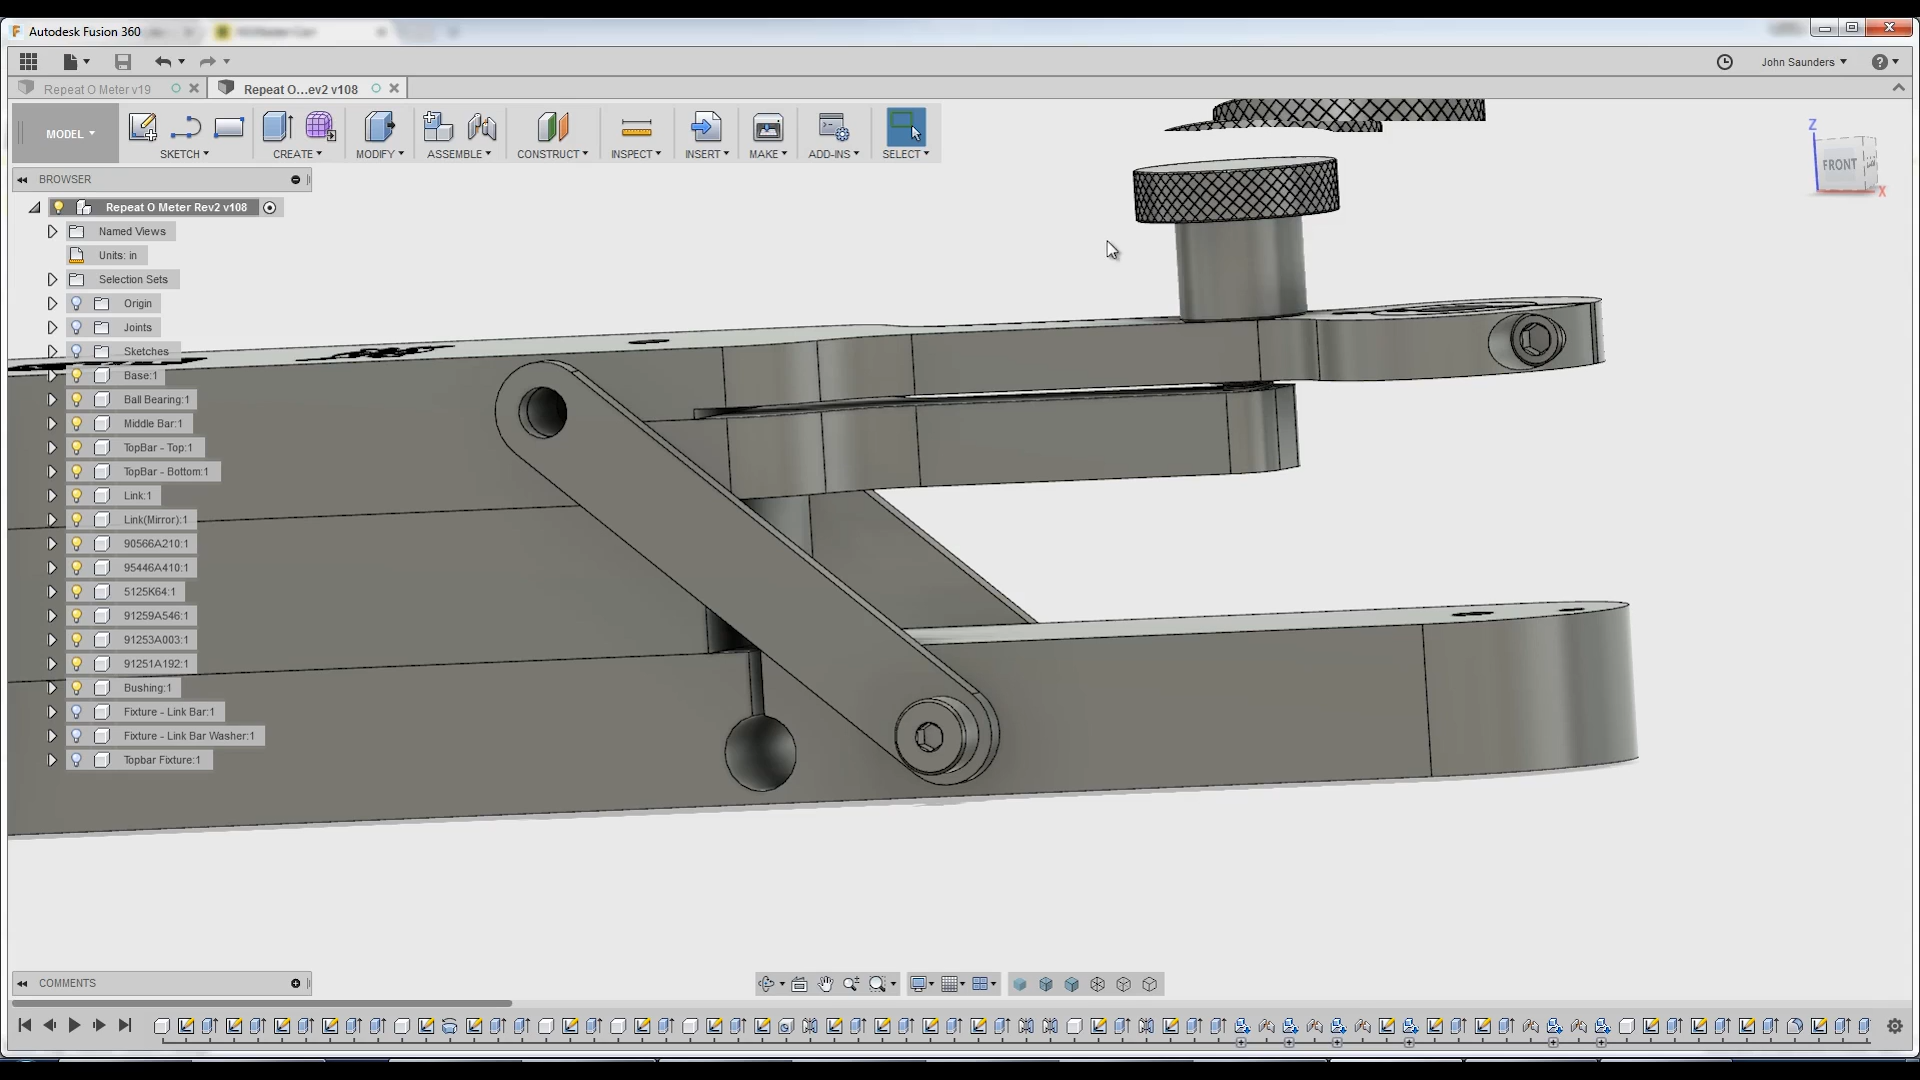 Autodesk Fusion 360
John Saunders
Repeat O Meter v19
Repeat O...ev2 v108
MODEL
SKETCH
CREATE
MODIFY
ASSEMBLE
CONSTRUCT
INSPECT
INSERT
MAKE
ADD-INS
SELECT
Z
FRONT
X
BROWSER
Repeat O Meter Rev2 v108
Named Views
Units: in
Selection Sets
Origin
Joints
Sketches
Base:1
Ball Bearing:1
Middle Bar:1
TopBar - Top:1
TopBar - Bottom:1
Link:1
Link(Mirror):1
90566A210:1
95446A410:1
5125K64:1
91259A546:1
91253A003:1
91251A192:1
Bushing:1
Fixture - Link Bar:1
Fixture - Link Bar Washer:1
Topbar Fixture:1
COMMENTS